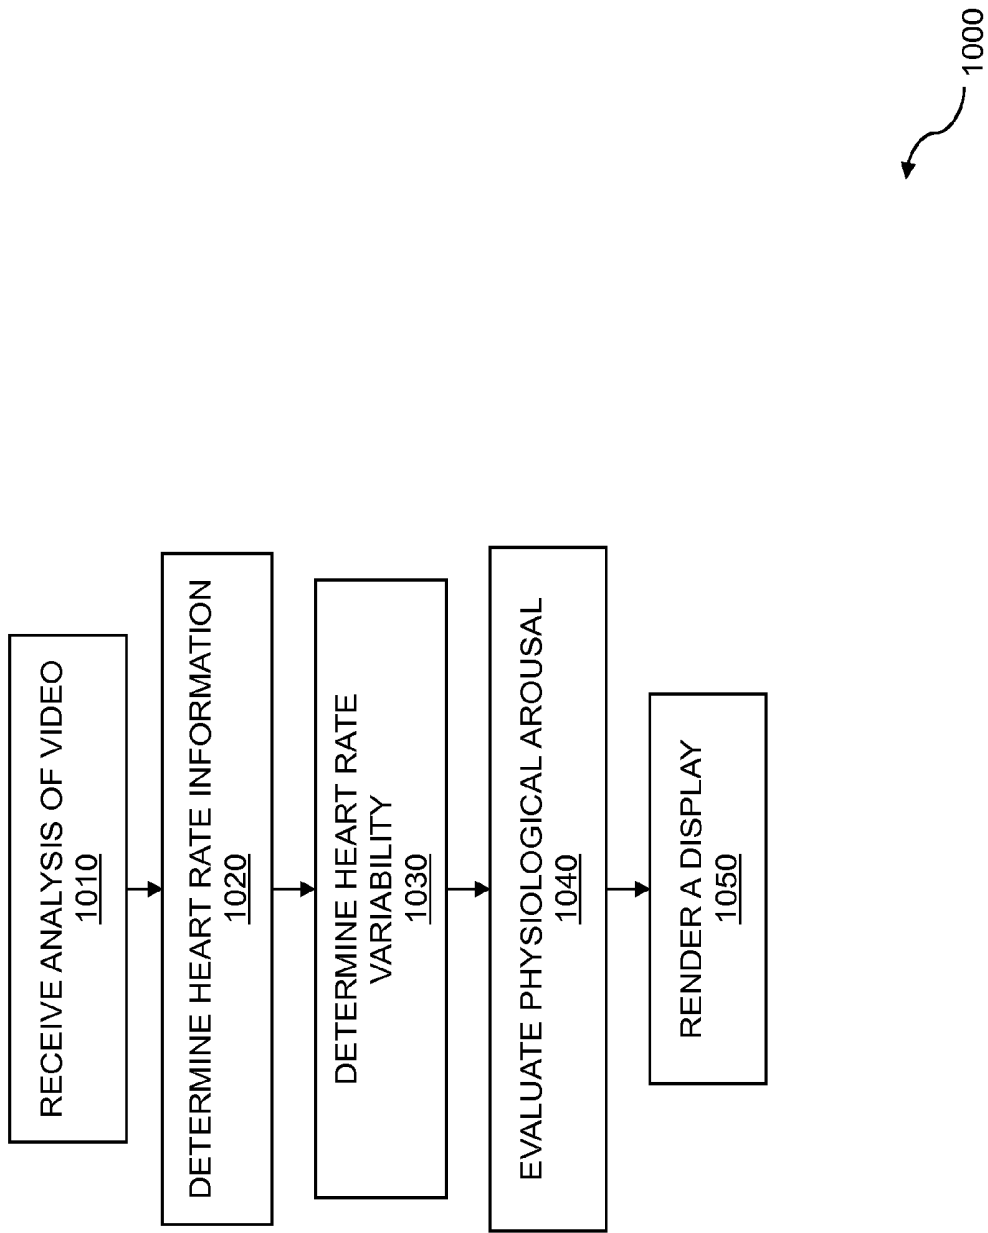 RECEIVE ANALYSIS OF VIDEO
1010
DETERMINE HEART RATE INFORMATION
1020
DETERMINE HEART RATE
VARIABILITY
1030
EVALUATE PHYSIOLOGICAL AROUSAL
1040
RENDER A DISPLAY
1050
1000